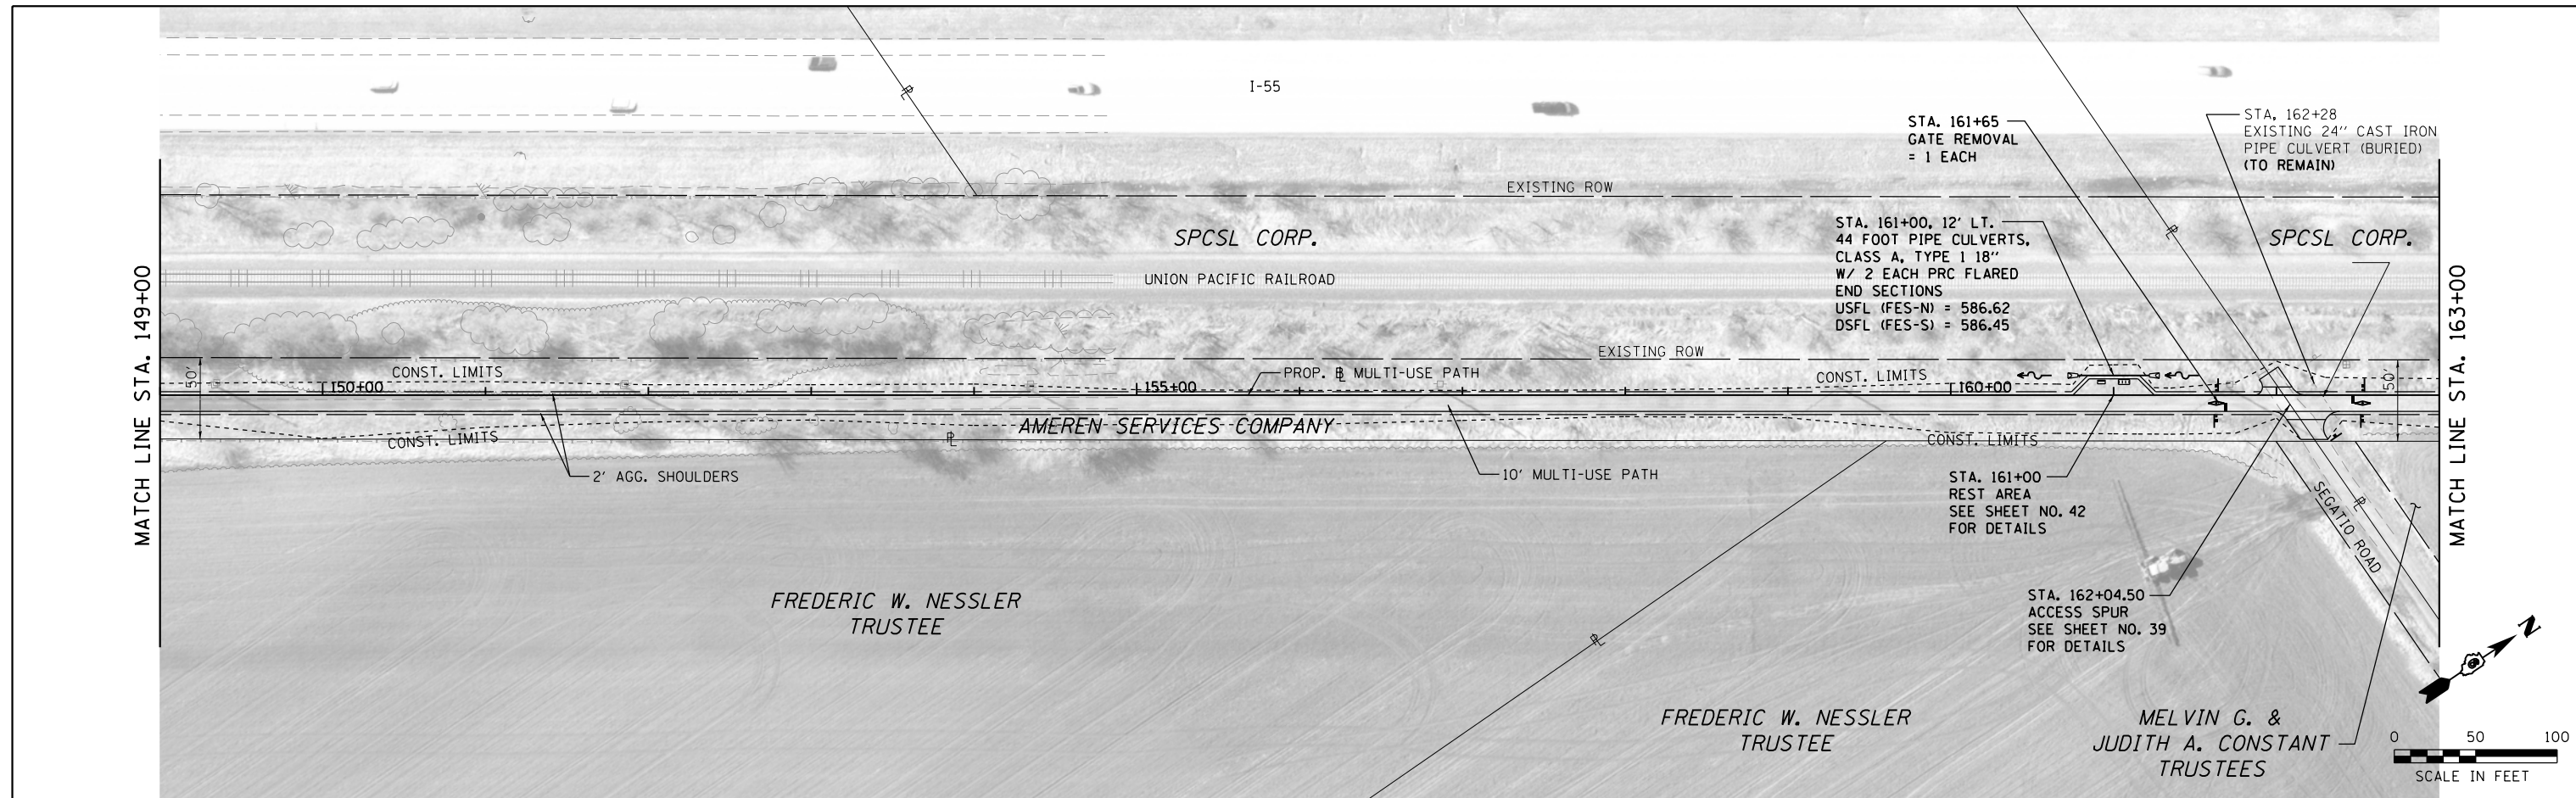 I-55
STA. 161+65
GATE REMOVAL
= 1 EACH
STA. 162+28
EXISTING 24'' CAST IRON
PIPE CULVERT (BURIED)
(TO REMAIN)
EXISTING ROW
STA. 161+00, 12' LT.
44 FOOT PIPE CULVERTS,
CLASS A, TYPE 1 18''
W/ 2 EACH PRC FLARED
END SECTIONS
USFL (FES-N) = 586.62
DSFL (FES-S) = 586.45
SPCSL CORP.
SPCSL CORP.
UNION PACIFIC RAILROAD
MATCH LINE STA. 149+00
MATCH LINE STA. 163+00
EXISTING ROW
50'
CONST. LIMITS
PROP. BL MULTI-USE PATH
CONST. LIMITS
50'
150+00
155+00
160+00
AMEREN SERVICES COMPANY
CONST. LIMITS
PL
CONST. LIMITS
2' AGG. SHOULDERS
10' MULTI-USE PATH
STA. 161+00
REST AREA
SEE SHEET NO. 42
FOR DETAILS
SEGATIO ROAD
PL
PL
PL
PL
STA. 162+04.50
ACCESS SPUR
SEE SHEET NO. 39
FOR DETAILS
FREDERIC W. NESSLER
TRUSTEE
FREDERIC W. NESSLER
TRUSTEE
MELVIN G. &
JUDITH A. CONSTANT
TRUSTEES
N
0 50 100
SCALE IN FEET